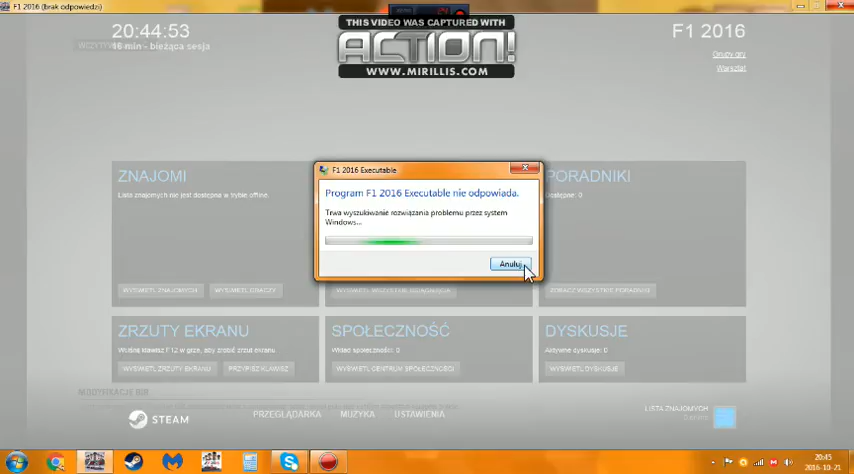 F1 2016 (brak odpowiedzi)
20:44:53
16 min - bieżąca sesja
THIS VIDEO WAS CAPTURED WITH
ACTION!
WWW.MIRILLIS.COM
F1 2016
Grupy gry
Warsztat
ZNAJOMI
Lista znajomych nie jest dostępna w trybie offline.
WYŚWIETL ZNAJOMYCH
WYŚWIETL GRACZY
PORADNIKI
Dostępne: 0
ZOBACZ WSZYSTKIE PORADNIKI
F1 2016 Executable
Program F1 2016 Executable nie odpowiada.
Trwa wyszukiwanie rozwiązania problemu przez system
Windows...
Anuluj
WYŚWIETL WSZYSTKIE OSIĄGNIĘCIA
ZRZUTY EKRANU
Wciśnij klawisz F12 w grze, aby zrobić zrzut ekranu.
WYŚWIETL ZRZUTY EKRANU
PRZYPISZ KLAWISZ
SPOŁECZNOŚĆ
Wkład społeczności: 0
WYŚWIETL CENTRUM SPOŁECZNOŚCI
DYSKUSJE
Aktywne dyskusje: 0
WYŚWIETL DYSKUSJE
STEAM
PRZEGLĄDARKA
MUZYKA
USTAWIENIA
LISTA ZNAJOMYCH
20:45
2016-10-21